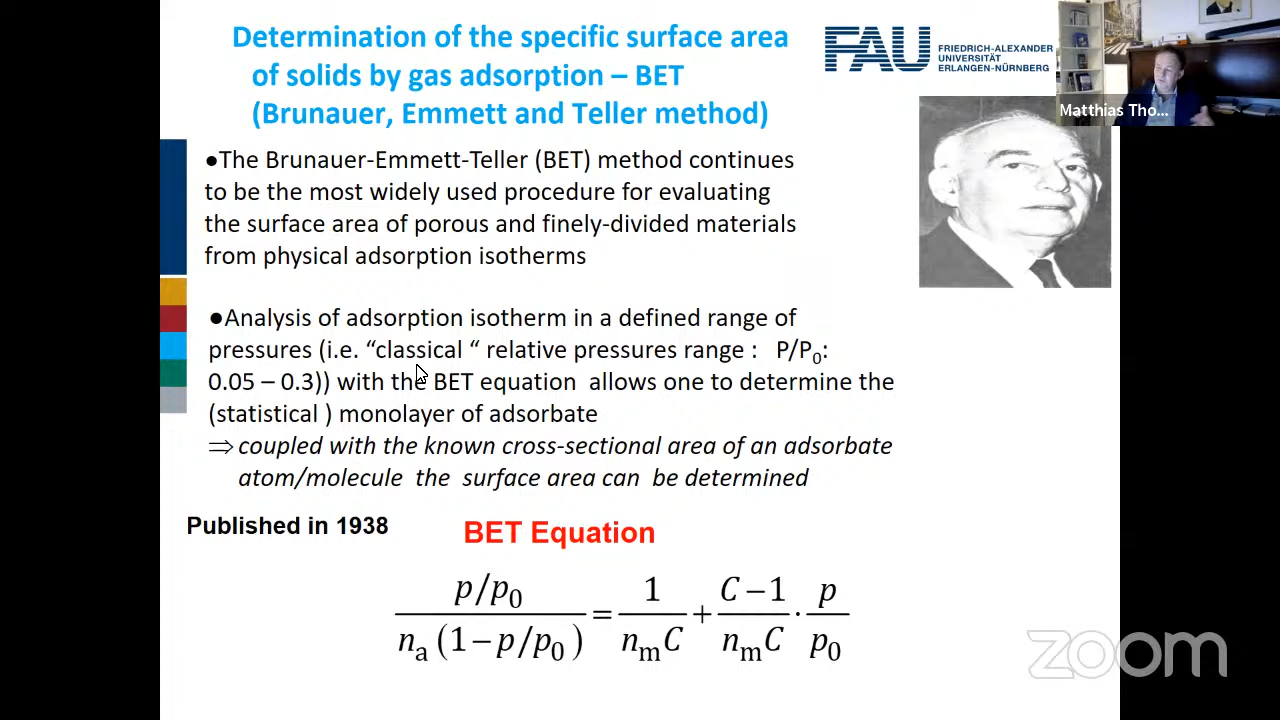 Determination of the specific surface area
of solids by gas adsorption – BET
(Brunauer, Emmett and Teller method)
FAU
FRIEDRICH-ALEXANDER
UNIVERSITÄT
ERLANGEN-NÜRNBERG
Matthias Tho...
●The Brunauer-Emmett-Teller (BET) method continues
to be the most widely used procedure for evaluating
the surface area of porous and finely-divided materials
from physical adsorption isotherms
●Analysis of adsorption isotherm in a defined range of
pressures (i.e. “classical “ relative pressures range : P/P₀:
0.05 – 0.3)) with the BET equation allows one to determine the
(statistical ) monolayer of adsorbate
⇒ coupled with the known cross-sectional area of an adsorbate
atom/molecule the surface area can be determined
Published in 1938
BET Equation
(p/p₀) / (nₐ(1−p/p₀)) = 1/(nₘC) + (C−1)/(nₘC) · p/p₀
zoom